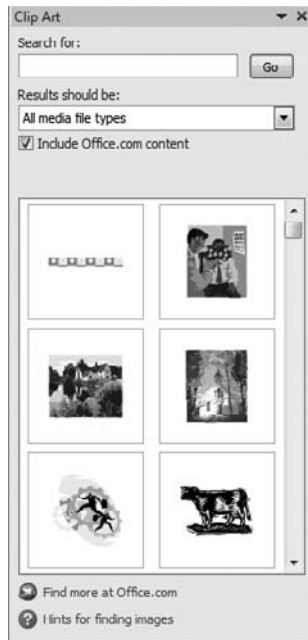 Clip Art
Search for:
Go
Results should be:
All media file types
Include Office.com content
Find more at Office.com
Hints for finding images